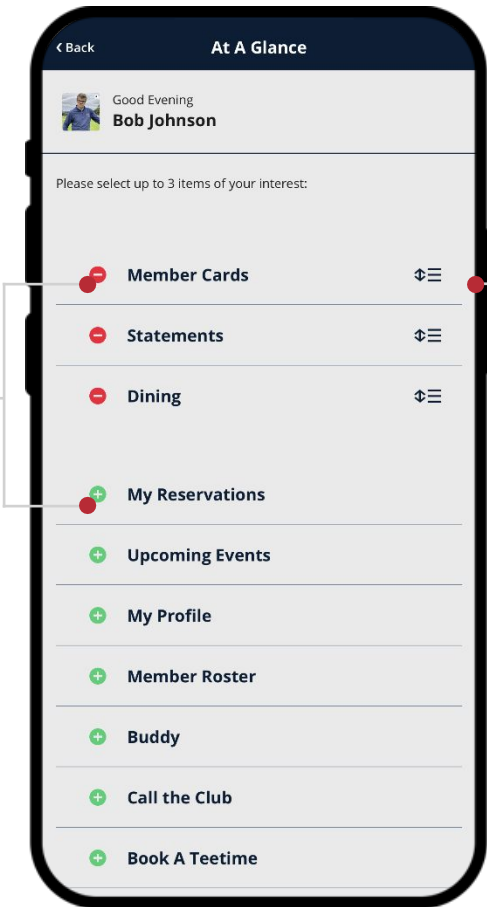 Back
At A Glance
Good Evening
Bob Johnson
Please select up to 3 items of your interest:
Member Cards
Statements
Dining
My Reservations
Upcoming Events
My Profile
Member Roster
Buddy
Call the Club
Book A Teetime